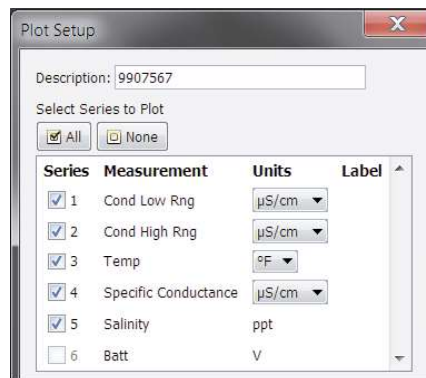 Plot Setup
X
Description: 9907567
Select Series to Plot
All None
Series Measurement Units Label
1 Cond Low Rng µS/cm
2 Cond High Rng µS/cm
3 Temp °F
4 Specific Conductance µS/cm
5 Salinity ppt
6 Batt V